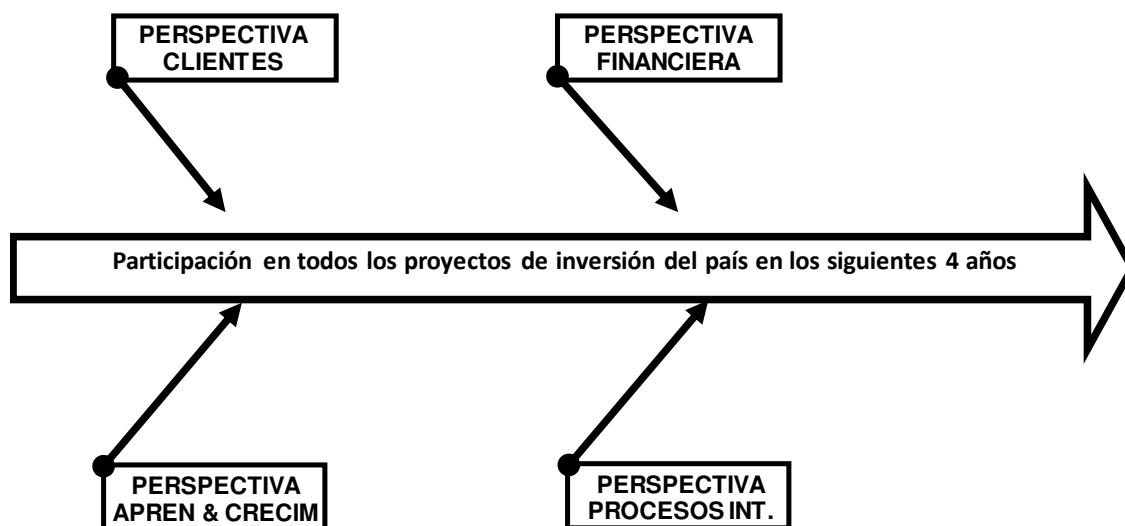 PERSPECTIVA
CLIENTES
PERSPECTIVA
FINANCIERA
Participación en todos los proyectos de inversión del país en los siguientes 4 años
PERSPECTIVA
APREN & CRECIM
PERSPECTIVA
PROCESOS INT.